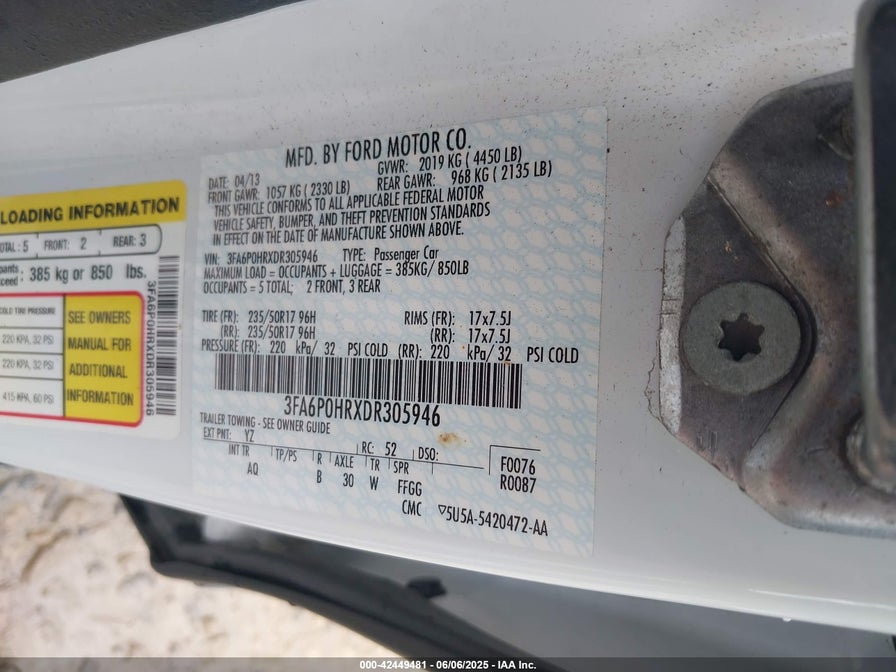 LOADING INFORMATION
OTAL: 5 FRONT: 2 REAR: 3
pants
xceed: 385 kg or 850 lbs.
COLD TIRE PRESSURE
220 KPA, 32 PSI
220 KPA, 32 PSI
415 KPA, 60 PSI
SEE OWNERS
MANUAL FOR
ADDITIONAL
INFORMATION
3FA6P0HRXDR305946
MFD. BY FORD MOTOR CO.
DATE: 04/13 GVWR: 2019 KG ( 4450 LB)
FRONT GAWR: 1057 KG ( 2330 LB) REAR GAWR: 968 KG ( 2135 LB)
THIS VEHICLE CONFORMS TO ALL APPLICABLE FEDERAL MOTOR
VEHICLE SAFETY, BUMPER, AND THEFT PREVENTION STANDARDS
IN EFFECT ON THE DATE OF MANUFACTURE SHOWN ABOVE.
VIN: 3FA6P0HRXDR305946 TYPE: Passenger Car
MAXIMUM LOAD = OCCUPANTS + LUGGAGE = 385KG/ 850LB
OCCUPANTS = 5 TOTAL; 2 FRONT, 3 REAR
TIRE (FR): 235/50R17 96H RIMS (FR): 17x7.5J
(RR): 235/50R17 96H (RR): 17x7.5J
PRESSURE (FR): 220 kPa/ 32 PSI COLD (RR): 220 kPa/ 32 PSI COLD
3FA6P0HRXDR305946
TRAILER TOWING - SEE OWNER GUIDE
EXT PNT: YZ RC: 52 DSO:
INT TR TP/PS R AXLE TR SPR
AQ B 30 W FFGG
F0076
R0087
CMC ▽5U5A-5420472-AA
000-42449481 - 06/06/2025 - IAA Inc.